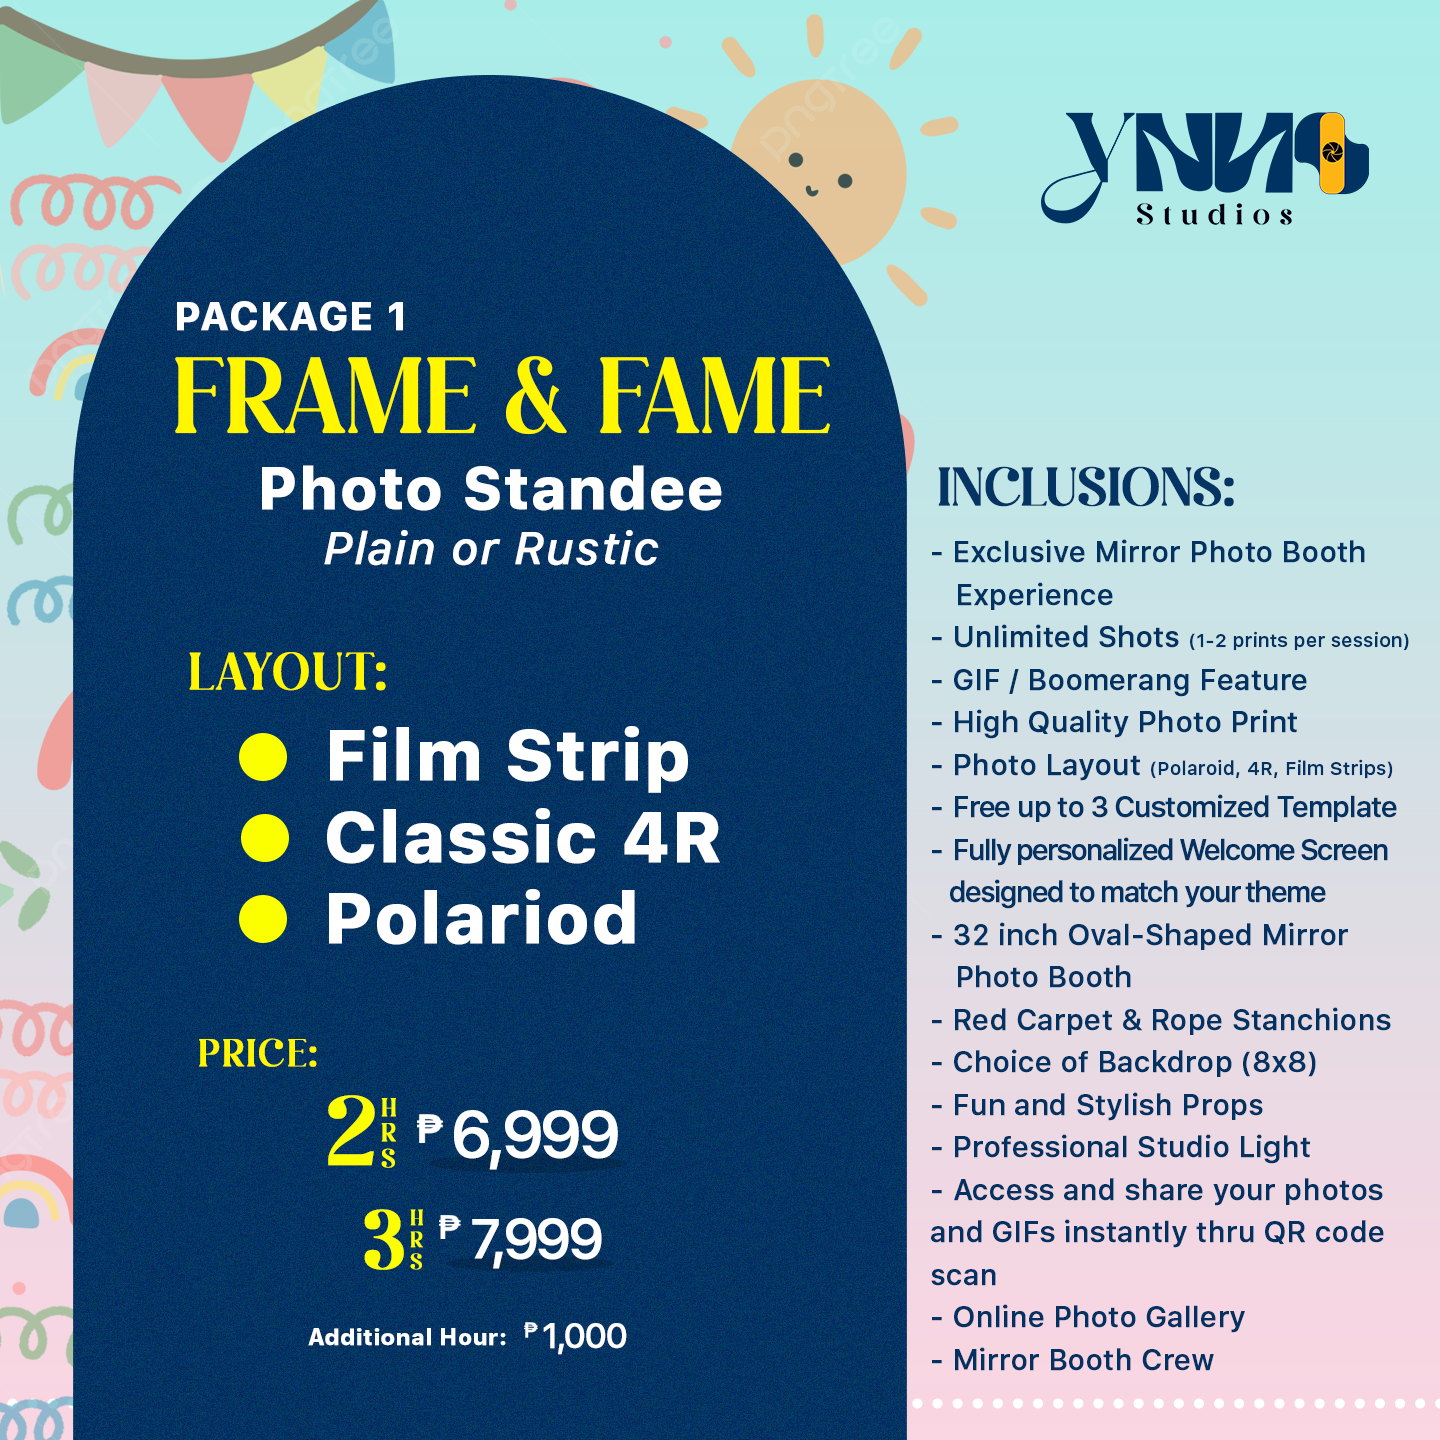 YNNS
Studios
PACKAGE 1
FRAME & FAME
Photo Standee
Plain or Rustic
LAYOUT:
Film Strip
Classic 4R
Polariod
PRICE:
2 HRS ₱ 6,999
3 HRS ₱ 7,999
Additional Hour: ₱ 1,000
INCLUSIONS:
- Exclusive Mirror Photo Booth
Experience
- Unlimited Shots (1-2 prints per session)
- GIF / Boomerang Feature
- High Quality Photo Print
- Photo Layout (Polaroid, 4R, Film Strips)
- Free up to 3 Customized Template
- Fully personalized Welcome Screen
designed to match your theme
- 32 inch Oval-Shaped Mirror
Photo Booth
- Red Carpet & Rope Stanchions
- Choice of Backdrop (8x8)
- Fun and Stylish Props
- Professional Studio Light
- Access and share your photos
and GIFs instantly thru QR code
scan
- Online Photo Gallery
- Mirror Booth Crew
pngtree